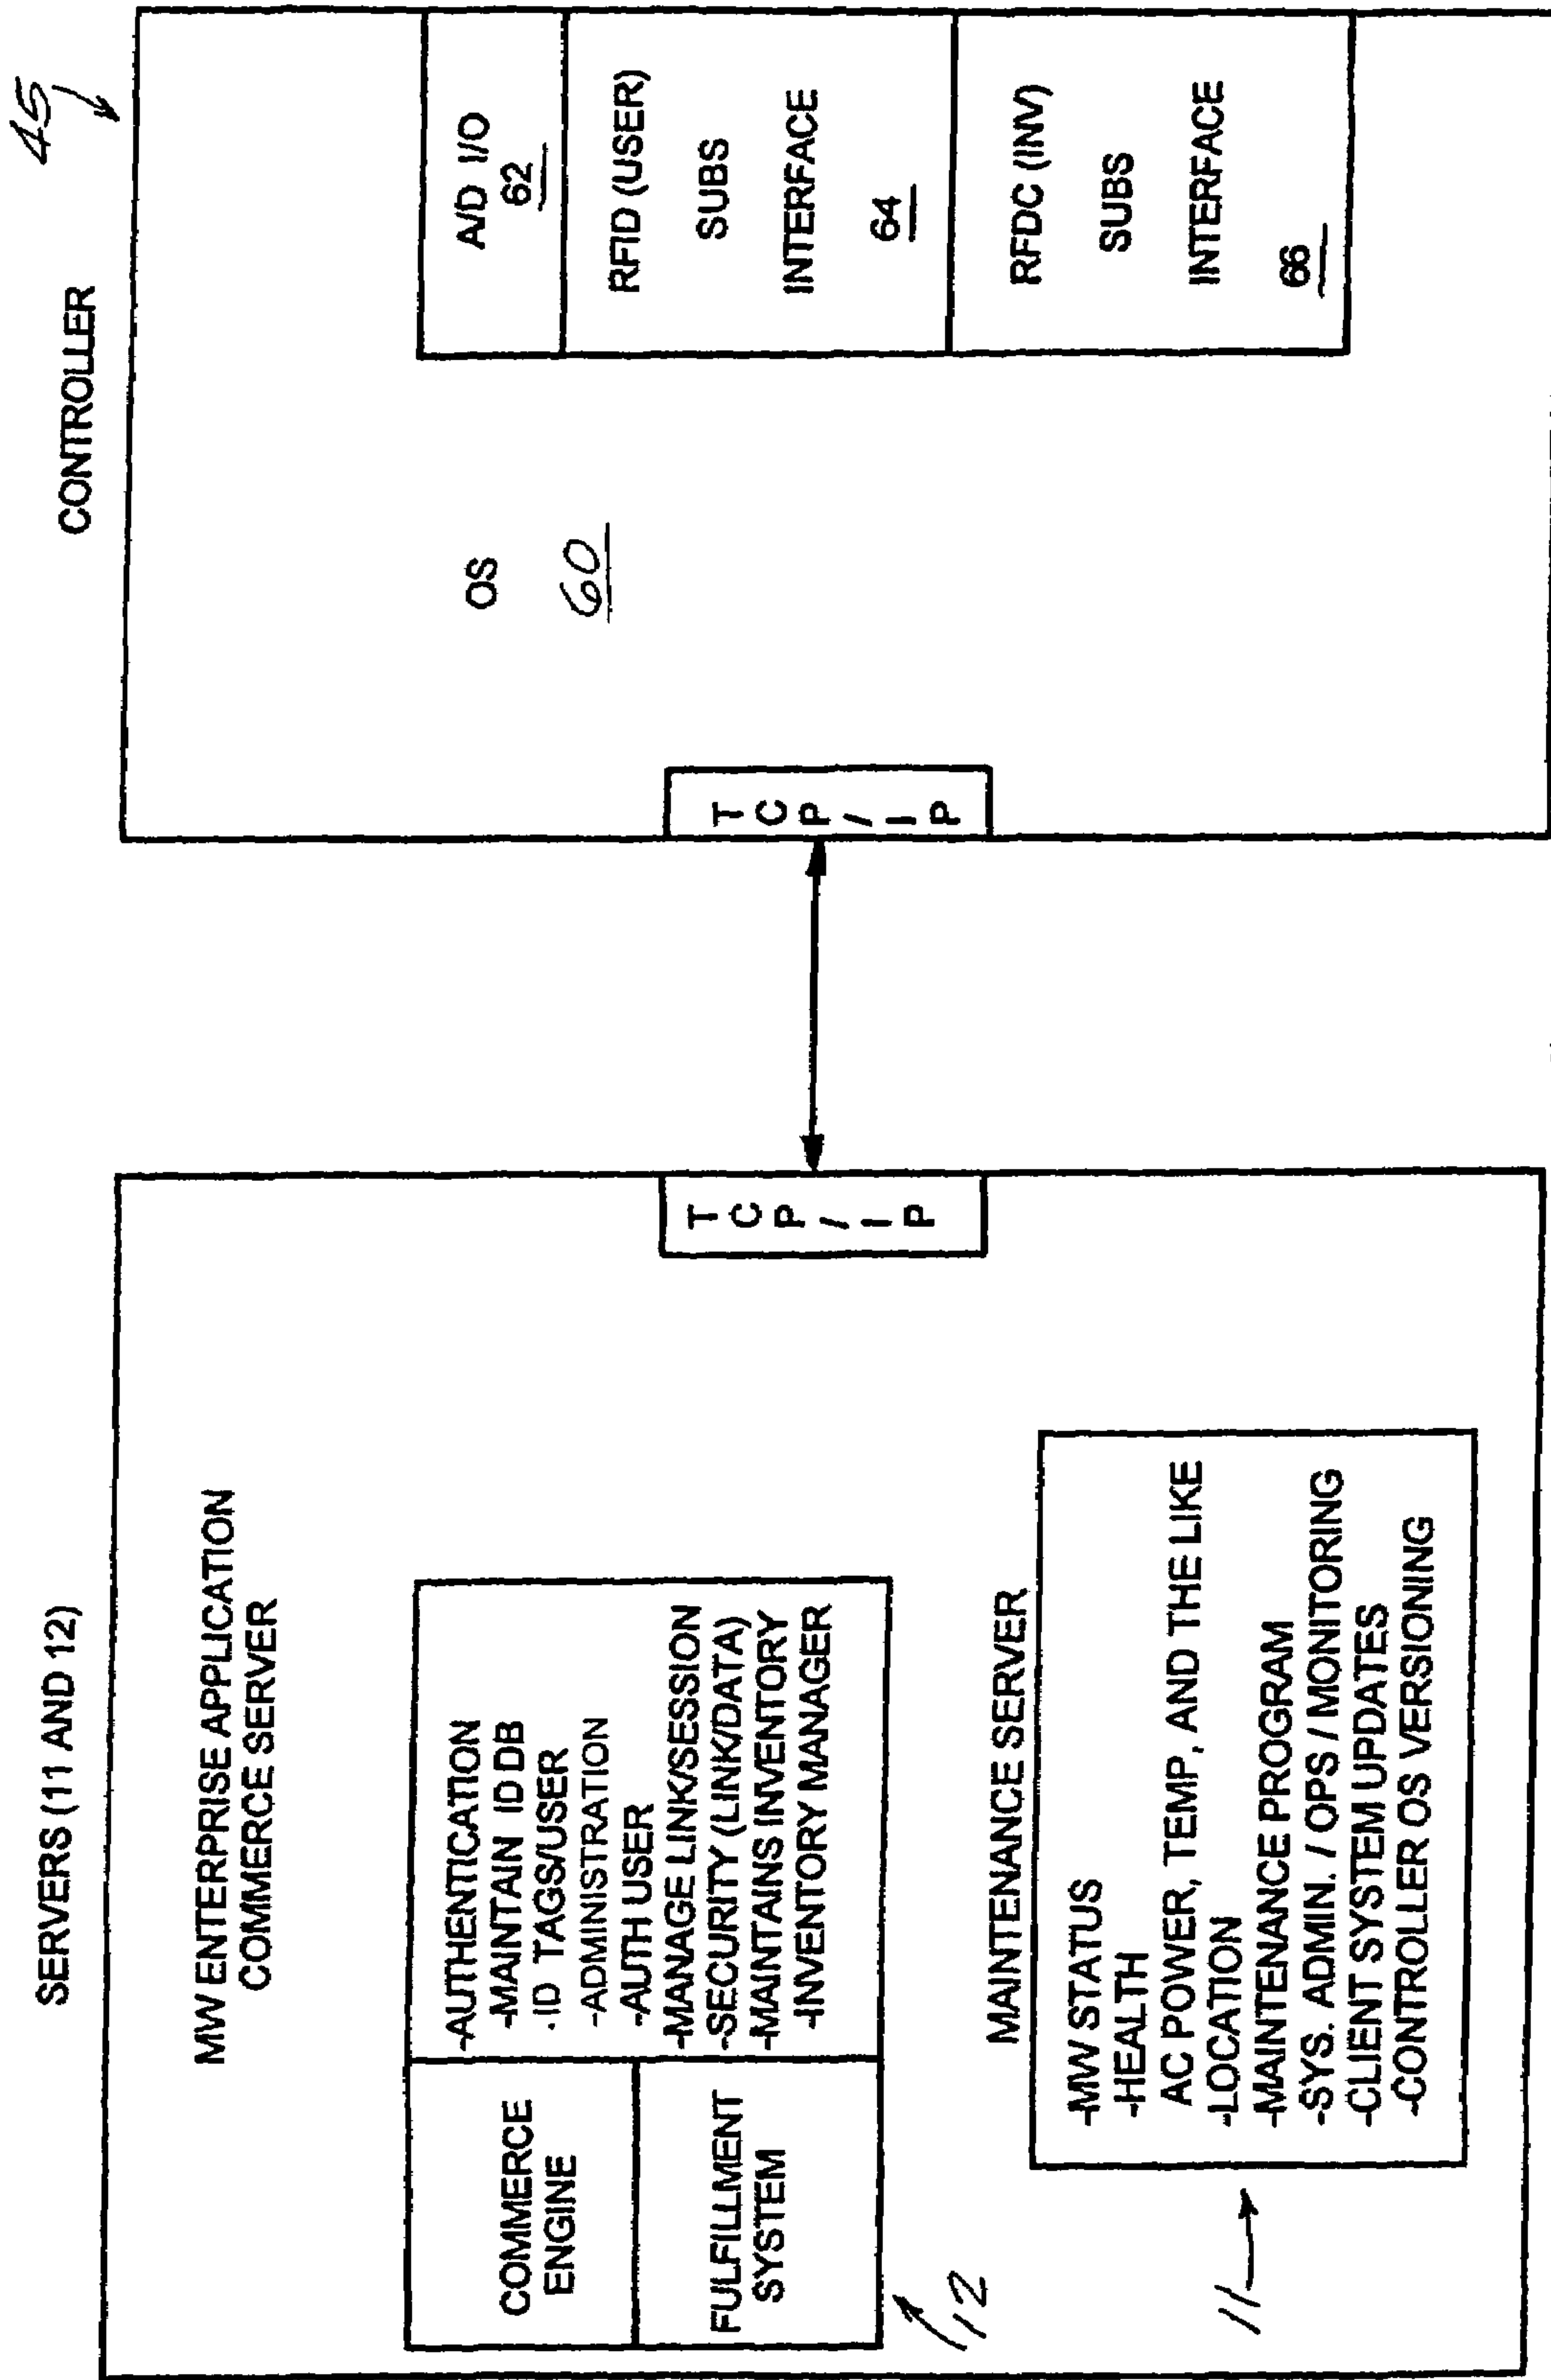 SERVERS (11 AND 12)
MW ENTERPRISE APPLICATION
COMMERCE SERVER
COMMERCE
ENGINE
FULFILLMENT
SYSTEM
-AUTHENTICATION
-MAINTAIN ID DB
. ID TAGS/USER
-ADMINISTRATION
-AUTH USER
-MANAGE LINK/SESSION
-SECURITY (LINK/DATA)
-MAINTAINS INVENTORY
-INVENTORY MANAGER
12
MAINTENANCE SERVER
-MW STATUS
-HEALTH
AC POWER, TEMP, AND THE LIKE
-LOCATION
-MAINTENANCE PROGRAM
-SYS. ADMIN. / OPS / MONITORING
-CLIENT SYSTEM UPDATES
-CONTROLLER OS VERSIONING
11
TCP/IP
TCP/IP
CONTROLLER
45
OS
60
A/D I/O
62
RFID (USER)
SUBS
INTERFACE
64
RFDC (INV)
SUBS
INTERFACE
66